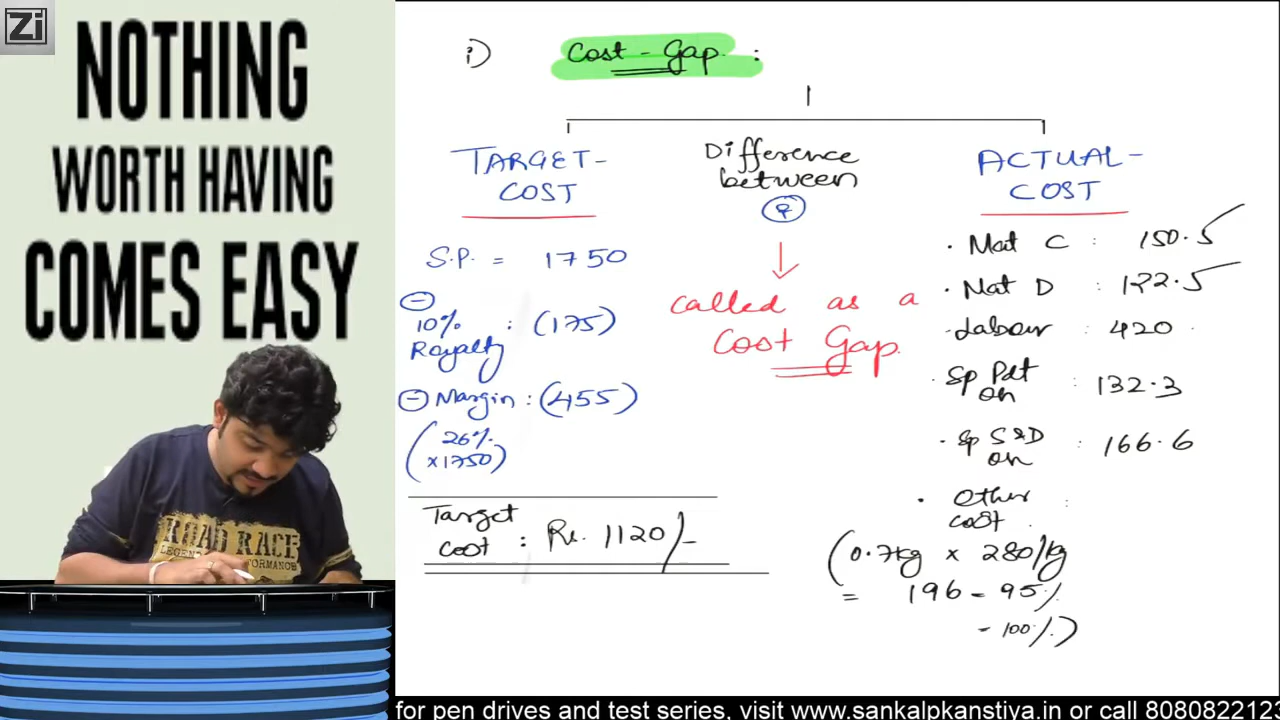 Zi
NOTHING
WORTH HAVING
COMES EASY
ROAD RACE
i) Cost - Gap :
TARGET-
COST
Difference
between
ACTUAL-
COST
S.P. = 1750
⊖
10%
Royalty : (175)
⊖ Margin : (455)
(26%
×1750)
Target
cost : Rs. 1120/-
called as a
Cost Gap.
· Mat C : 150.5
· Mat D : 122.5
· Labour : 420
· Sp Pdt
on : 132.3
· Sp S&D
on : 166.6
· Other
cost :
(0.7kg × 280/kg
= 196 - 95%
- 100%)
for pen drives and test series, visit www.sankalpkanstiya.in or call 8080822123